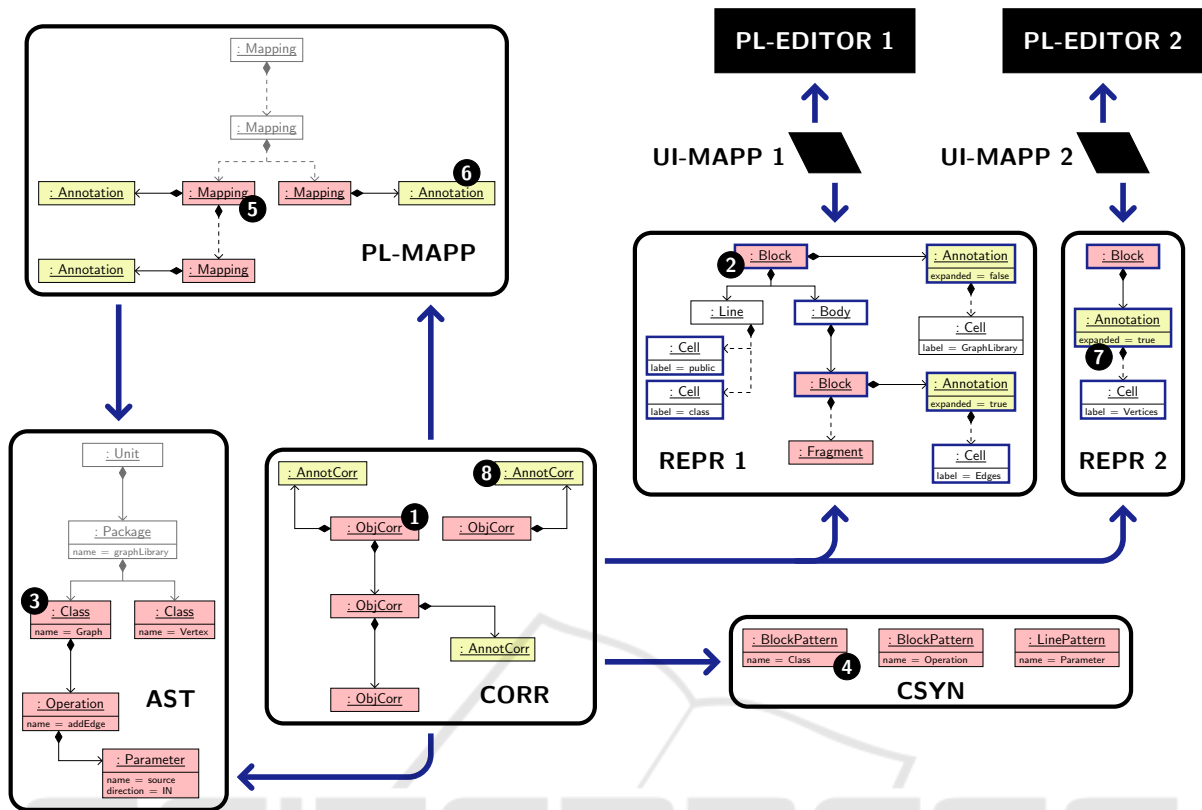 PL-EDITOR 1
PL-EDITOR 2
UI-MAPP 1
UI-MAPP 2
: Mapping
: Mapping
: Annotation
: Mapping
5
: Mapping
: Annotation
6
: Annotation
: Mapping
PL-MAPP
: Block
2
: Annotation
expanded = false
: Line
: Body
: Cell
label = GraphLibrary
: Cell
label = public
: Cell
label = class
: Block
: Annotation
expanded = true
: Fragment
: Cell
label = Edges
REPR 1
: Block
: Annotation
expanded = true
7
: Cell
label = Vertices
REPR 2
: Unit
: Package
name = graphLibrary
3
: Class
name = Graph
: Class
name = Vertex
: Operation
name = addEdge
AST
: Parameter
name = source
direction = IN
: AnnotCorr
8
: AnnotCorr
: ObjCorr
1
: ObjCorr
: ObjCorr
: AnnotCorr
: ObjCorr
CORR
: BlockPattern
name = Class
4
: BlockPattern
name = Operation
: LinePattern
name = Parameter
CSYN